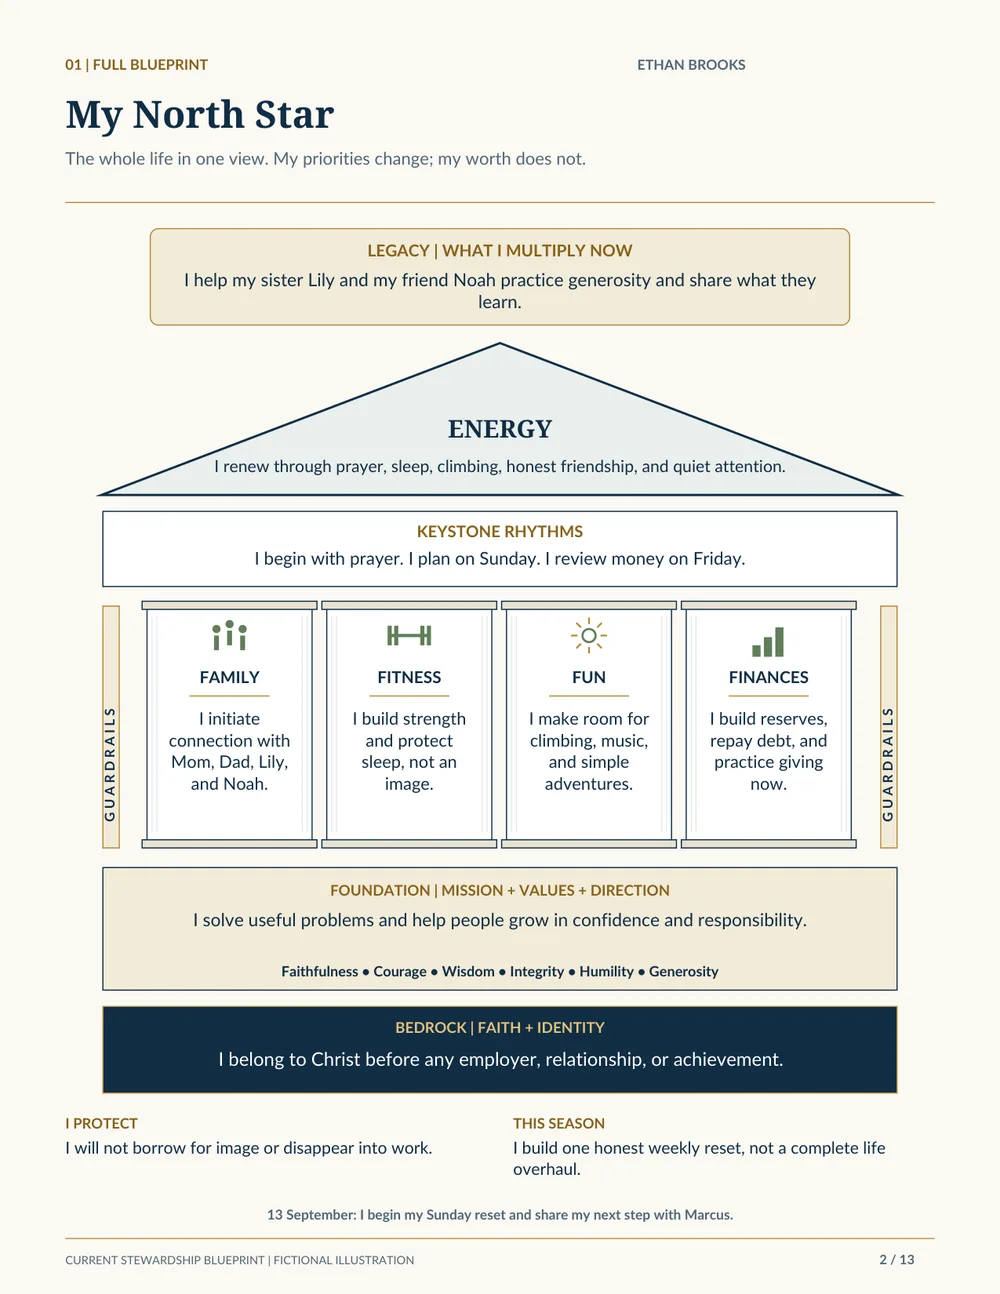 01 | FULL BLUEPRINT
ETHAN BROOKS
My North Star
The whole life in one view. My priorities change; my worth does not.
LEGACY | WHAT I MULTIPLY NOW
I help my sister Lily and my friend Noah practice generosity and share what they
learn.
ENERGY
I renew through prayer, sleep, climbing, honest friendship, and quiet attention.
KEYSTONE RHYTHMS
I begin with prayer. I plan on Sunday. I review money on Friday.
GUARDRAILS
FAMILY
I initiate
connection with
Mom, Dad, Lily,
and Noah.
FITNESS
I build strength
and protect
sleep, not an
image.
FUN
I make room for
climbing, music,
and simple
adventures.
FINANCES
I build reserves,
repay debt, and
practice giving
now.
GUARDRAILS
FOUNDATION | MISSION + VALUES + DIRECTION
I solve useful problems and help people grow in confidence and responsibility.
Faithfulness ● Courage ● Wisdom ● Integrity ● Humility ● Generosity
BEDROCK | FAITH + IDENTITY
I belong to Christ before any employer, relationship, or achievement.
I PROTECT
I will not borrow for image or disappear into work.
THIS SEASON
I build one honest weekly reset, not a complete life
overhaul.
13 September: I begin my Sunday reset and share my next step with Marcus.
CURRENT STEWARDSHIP BLUEPRINT | FICTIONAL ILLUSTRATION
2 / 13